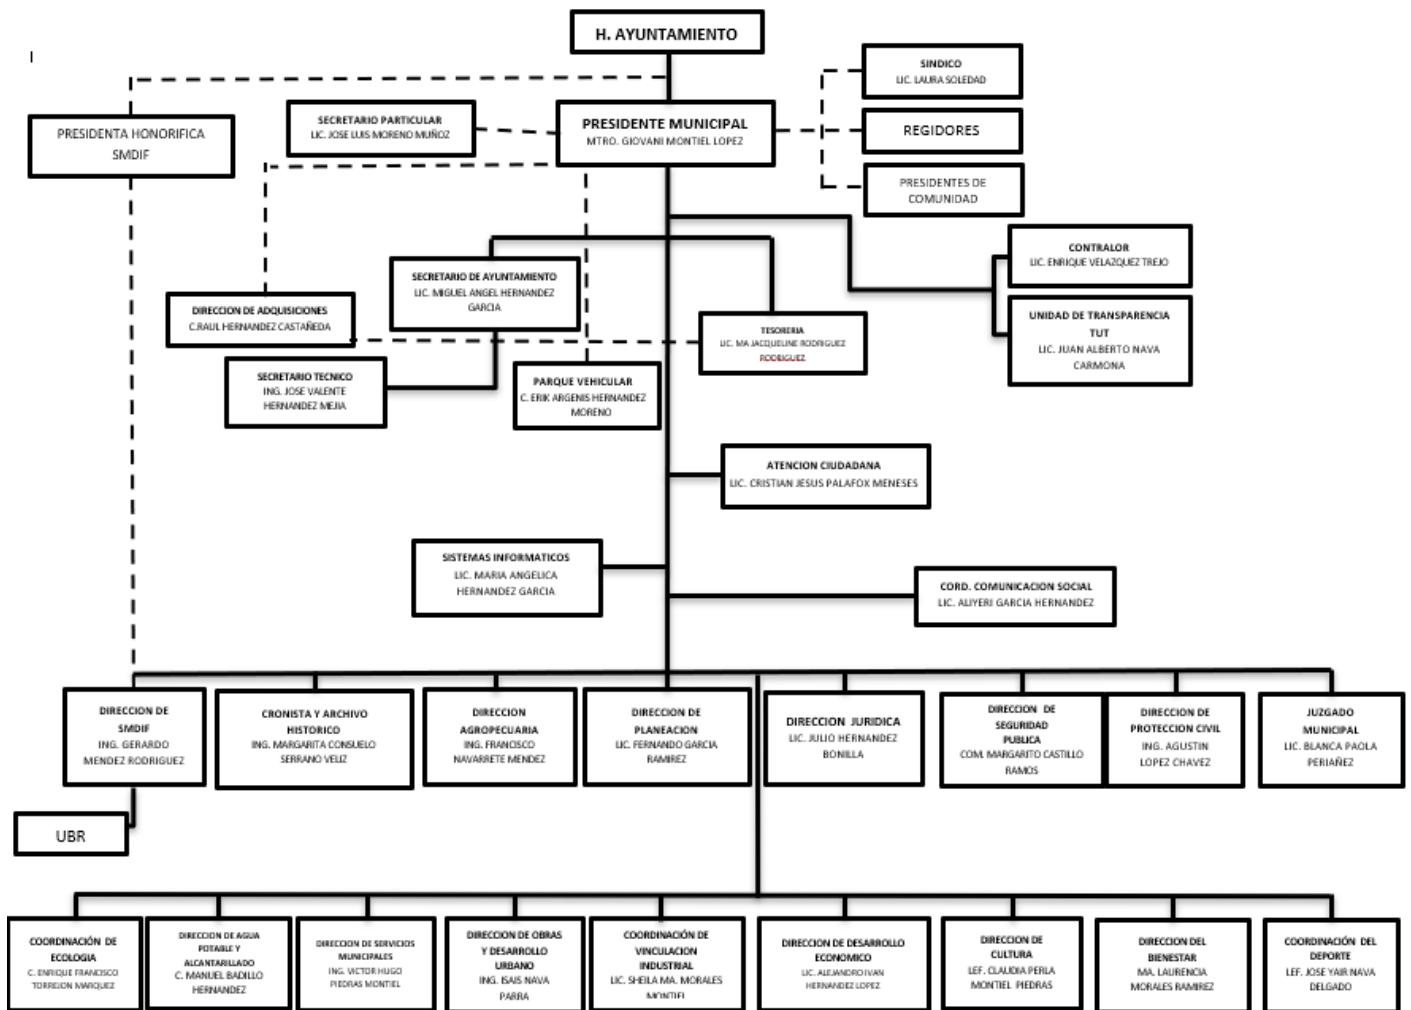 H. AYUNTAMIENTO
I
SINDICO
LIC. LAURA SOLEDAD
SECRETARIO PARTICULAR
LIC. JOSE LUIS MORENO MUÑOZ
PRESIDENTE MUNICIPAL
MTRO. GIOVANI MONTIEL LOPEZ
REGIDORES
PRESIDENTA HONORIFICA
SMDIF
PRESIDENTES DE
COMUNIDAD
CONTRALOR
LIC. ENRIQUE VELAZQUEZ TREJO
SECRETARIO DE AYUNTAMIENTO
LIC. MIGUEL ANGEL HERNANDEZ
GARCIA
DIRECCION DE ADQUISICIONES
C.RAUL HERNANDEZ CASTAÑEDA
UNIDAD DE TRANSPARENCIA
TUT
LIC. JUAN ALBERTO NAVA
CARMONA
TESORERIA
LIC. MA JACQUELINE RODRIGUEZ
RODRIGUEZ
SECRETARIO TECNICO
ING. JOSE VALENTE
HERNANDEZ MEJIA
PARQUE VEHICULAR
C. ERIK ARGENIS HERNANDEZ
MORENO
ATENCION CIUDADANA
LIC. CRISTIAN JESUS PALAFOX MENESES
SISTEMAS INFORMATICOS
LIC. MARIA ANGELICA
HERNANDEZ GARCIA
CORD. COMUNICACION SOCIAL
LIC. ALIYERI GARCIA HERNANDEZ
DIRECCION DE
SMDIF
ING. GERARDO
MENDEZ RODRIGUEZ
CRONISTA Y ARCHIVO
HISTORICO
ING. MARGARITA CONSUELO
SERRANO VELIZ
DIRECCION
AGROPECUARIA
ING. FRANCISCO
NAVARRETE MENDEZ
DIRECCION DE
PLANEACION
LIC. FERNANDO GARCIA
RAMIREZ
DIRECCION JURIDICA
LIC. JULIO HERNANDEZ
BONILLA
DIRECCION DE
SEGURIDAD
PUBLICA
COM. MARGARITO CASTILLO
RAMOS
DIRECCION DE
PROTECCION CIVIL
ING. AGUSTIN
LOPEZ CHAVEZ
JUZGADO
MUNICIPAL
LIC. BLANCA PAOLA
PERIAÑEZ
UBR
COORDINACIÓN DE
ECOLOGIA
C. ENRIQUE FRANCISCO
TORREJON MARQUEZ
DIRECCION DE AGUA
POTABLE Y
ALCANTARILLADO
C. MANUEL BADILLO
HERNANDEZ
DIRECCION DE SERVICIOS
MUNICIPALES
ING. VICTOR HUGO
PIEDRAS MONTIEL
DIRECCION DE OBRAS
Y DESARROLLO
URBANO
ING. ISAIS NAVA
PARRA
COORDINACIÓN DE
VINCULACION
INDUSTRIAL
LIC. SHEILA MA. MORALES
MONTIEL
DIRECCION DE DESARROLLO
ECONOMICO
LIC. ALEJANDRO IVAN
HERNANDEZ LOPEZ
DIRECCION DE
CULTURA
LEF. CLAUDIA PERLA
MONTIEL PIEDRAS
DIRECCION DEL
BIENESTAR
MA. LAURENCIA
MORALES RAMIREZ
COORDINACIÓN DEL
DEPORTE
LEF. JOSE YAIR NAVA
DELGADO